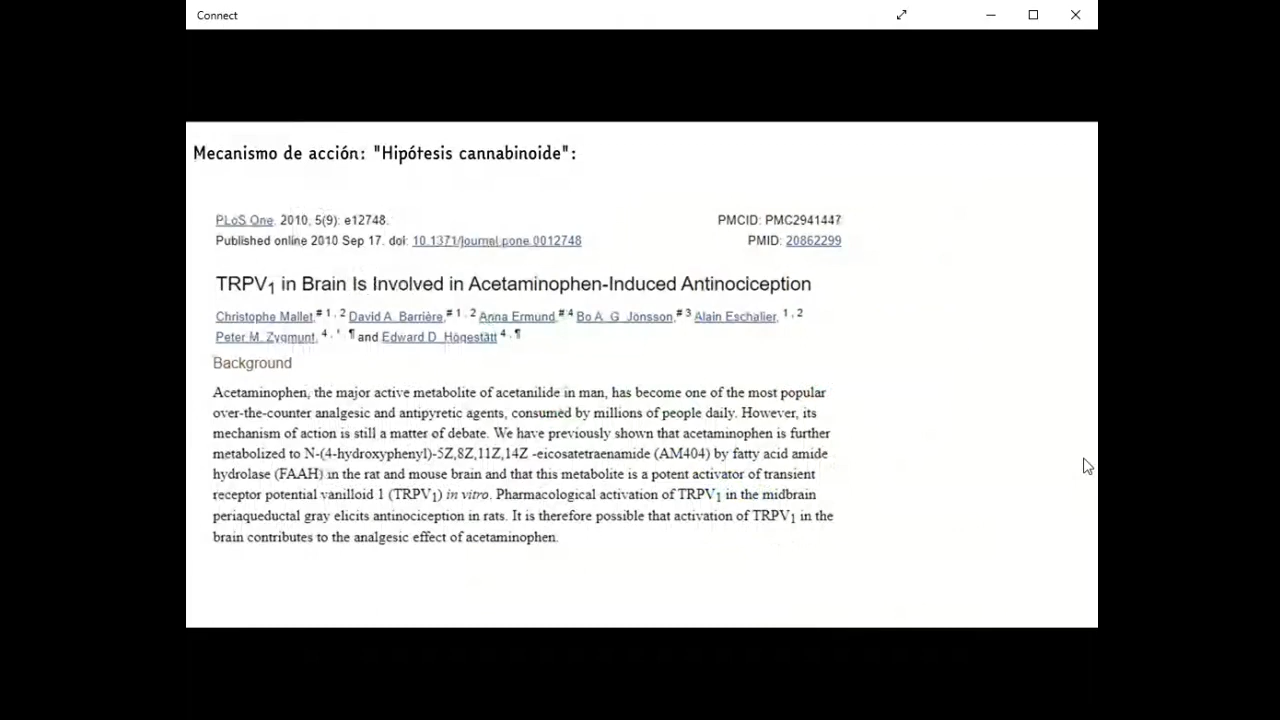 Connect
Mecanismo de acción: "Hipótesis cannabinoide":
PLoS One. 2010; 5(9): e12748.
PMCID: PMC2941447
Published online 2010 Sep 17. doi: 10.1371/journal.pone.0012748
PMID: 20862299
TRPV1 in Brain Is Involved in Acetaminophen-Induced Antinociception
Christophe Mallet,# 1 , 2 David A. Barrière,# 1 , 2 Anna Ermund,# 4 Bo A. G. Jönsson,# 3 Alain Eschalier, 1 , 2
Peter M. Zygmunt, 4 , * ¶ and Edward D. Högestätt 4 , ¶
Background
Acetaminophen, the major active metabolite of acetanilide in man, has become one of the most popular
over-the-counter analgesic and antipyretic agents, consumed by millions of people daily. However, its
mechanism of action is still a matter of debate. We have previously shown that acetaminophen is further
metabolized to N-(4-hydroxyphenyl)-5Z,8Z,11Z,14Z -eicosatetraenamide (AM404) by fatty acid amide
hydrolase (FAAH) in the rat and mouse brain and that this metabolite is a potent activator of transient
receptor potential vanilloid 1 (TRPV1) in vitro. Pharmacological activation of TRPV1 in the midbrain
periaqueductal gray elicits antinociception in rats. It is therefore possible that activation of TRPV1 in the
brain contributes to the analgesic effect of acetaminophen.